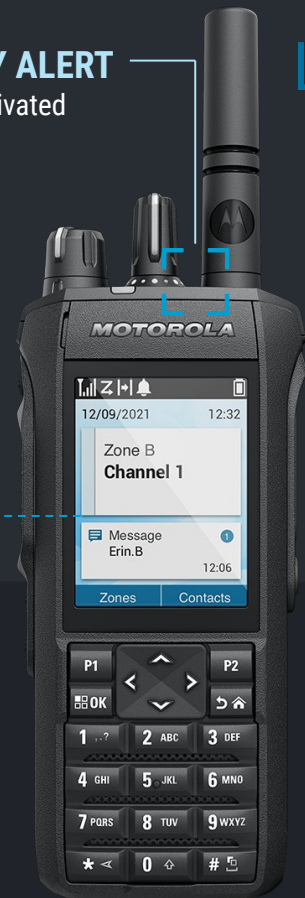 Y ALERT
ivated
MOTOROLA
12/09/2021 12:32
Zone B
Channel 1
Message 1
Erin.B
12:06
Zones Contacts
P1 P2
OK
1 .,? 2 ABC 3 DEF
4 GHI 5 JKL 6 MNO
7 PQRS 8 TUV 9 WXYZ
* 0 #